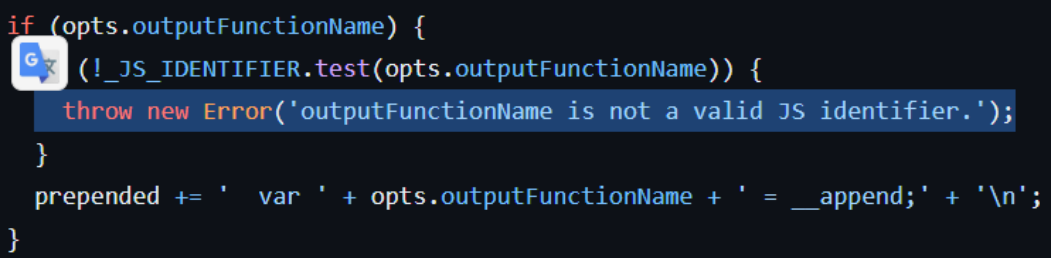 if (opts.outputFunctionName) {
(!_JS_IDENTIFIER.test(opts.outputFunctionName)) {
throw new Error('outputFunctionName is not a valid JS identifier.');
}
prepended += '  var ' + opts.outputFunctionName + ' = __append;' + '\n';
}